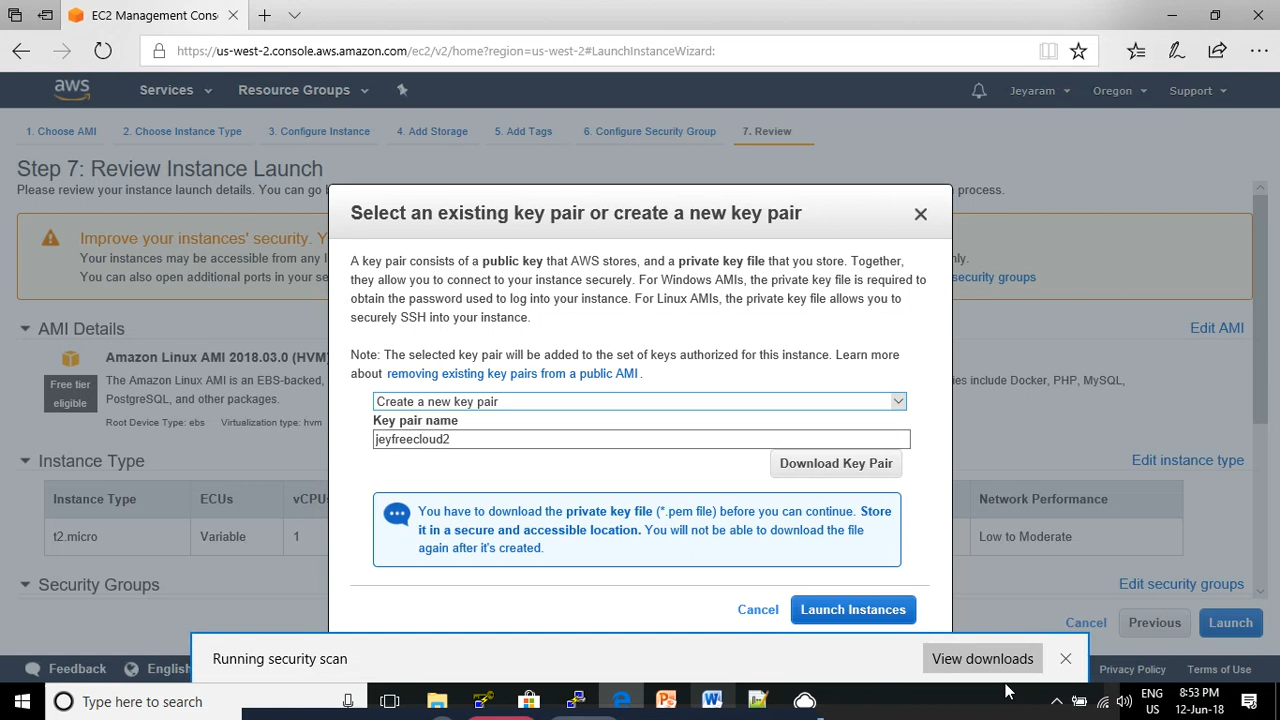 EC2 Management Cons
https://us-west-2.console.aws.amazon.com/ec2/v2/home?region=us-west-2#LaunchInstanceWizard:
aws Services Resource Groups Jeyaram Oregon Support
1. Choose AMI 2. Choose Instance Type 3. Configure Instance 4. Add Storage 5. Add Tags 6. Configure Security Group 7. Review
Step 7: Review Instance Launch
Please review your instance launch details. You can go process.
Improve your instances' security. Y
Your instances may be accessible from any I
You can also open additional ports in your se security groups
AMI Details Edit AMI
Amazon Linux AMI 2018.03.0 (HVM)
Free tier eligible
The Amazon Linux AMI is an EBS-backed, ies include Docker, PHP, MySQL,
PostgreSQL, and other packages.
Root Device Type: ebs Virtualization type: hvm
Instance Type Edit instance type
Instance Type ECUs vCPUs Network Performance
t2.micro Variable 1 Low to Moderate
Security Groups Edit security groups
Cancel Previous Launch
Select an existing key pair or create a new key pair
A key pair consists of a public key that AWS stores, and a private key file that you store. Together,
they allow you to connect to your instance securely. For Windows AMIs, the private key file is required to
obtain the password used to log into your instance. For Linux AMIs, the private key file allows you to
securely SSH into your instance.
Note: The selected key pair will be added to the set of keys authorized for this instance. Learn more
about removing existing key pairs from a public AMI .
Create a new key pair
Key pair name
jeyfreecloud2
Download Key Pair
You have to download the private key file (*.pem file) before you can continue. Store
it in a secure and accessible location. You will not be able to download the file
again after it's created.
Cancel Launch Instances
Running security scan View downloads
Feedback English Privacy Policy Terms of Use
Type here to search
ENG 8:53 PM
US 12-Jun-18